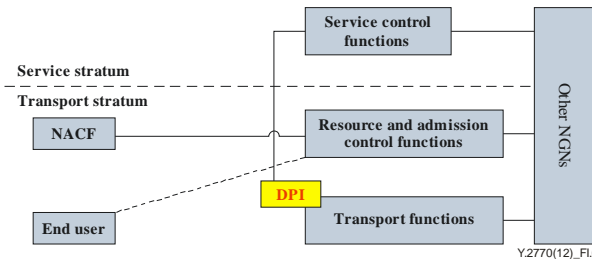 Service control
functions
Service stratum
Transport stratum
NACF
Resource and admission
control functions
Other NGNs
DPI
End user
Transport functions
Y.2770(12)_FI.